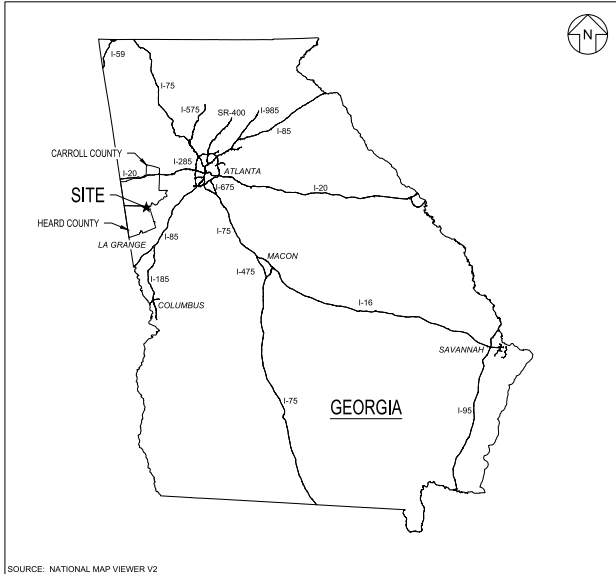 N
I-59
I-75
I-575
SR-400
I-985
I-85
CARROLL COUNTY
I-285
ATLANTA
I-20
I-675
I-20
SITE
HEARD COUNTY
I-85
I-75
LA GRANGE
MACON
I-475
I-185
COLUMBUS
I-16
SAVANNAH
I-75
GEORGIA
I-95
SOURCE: NATIONAL MAP VIEWER V2